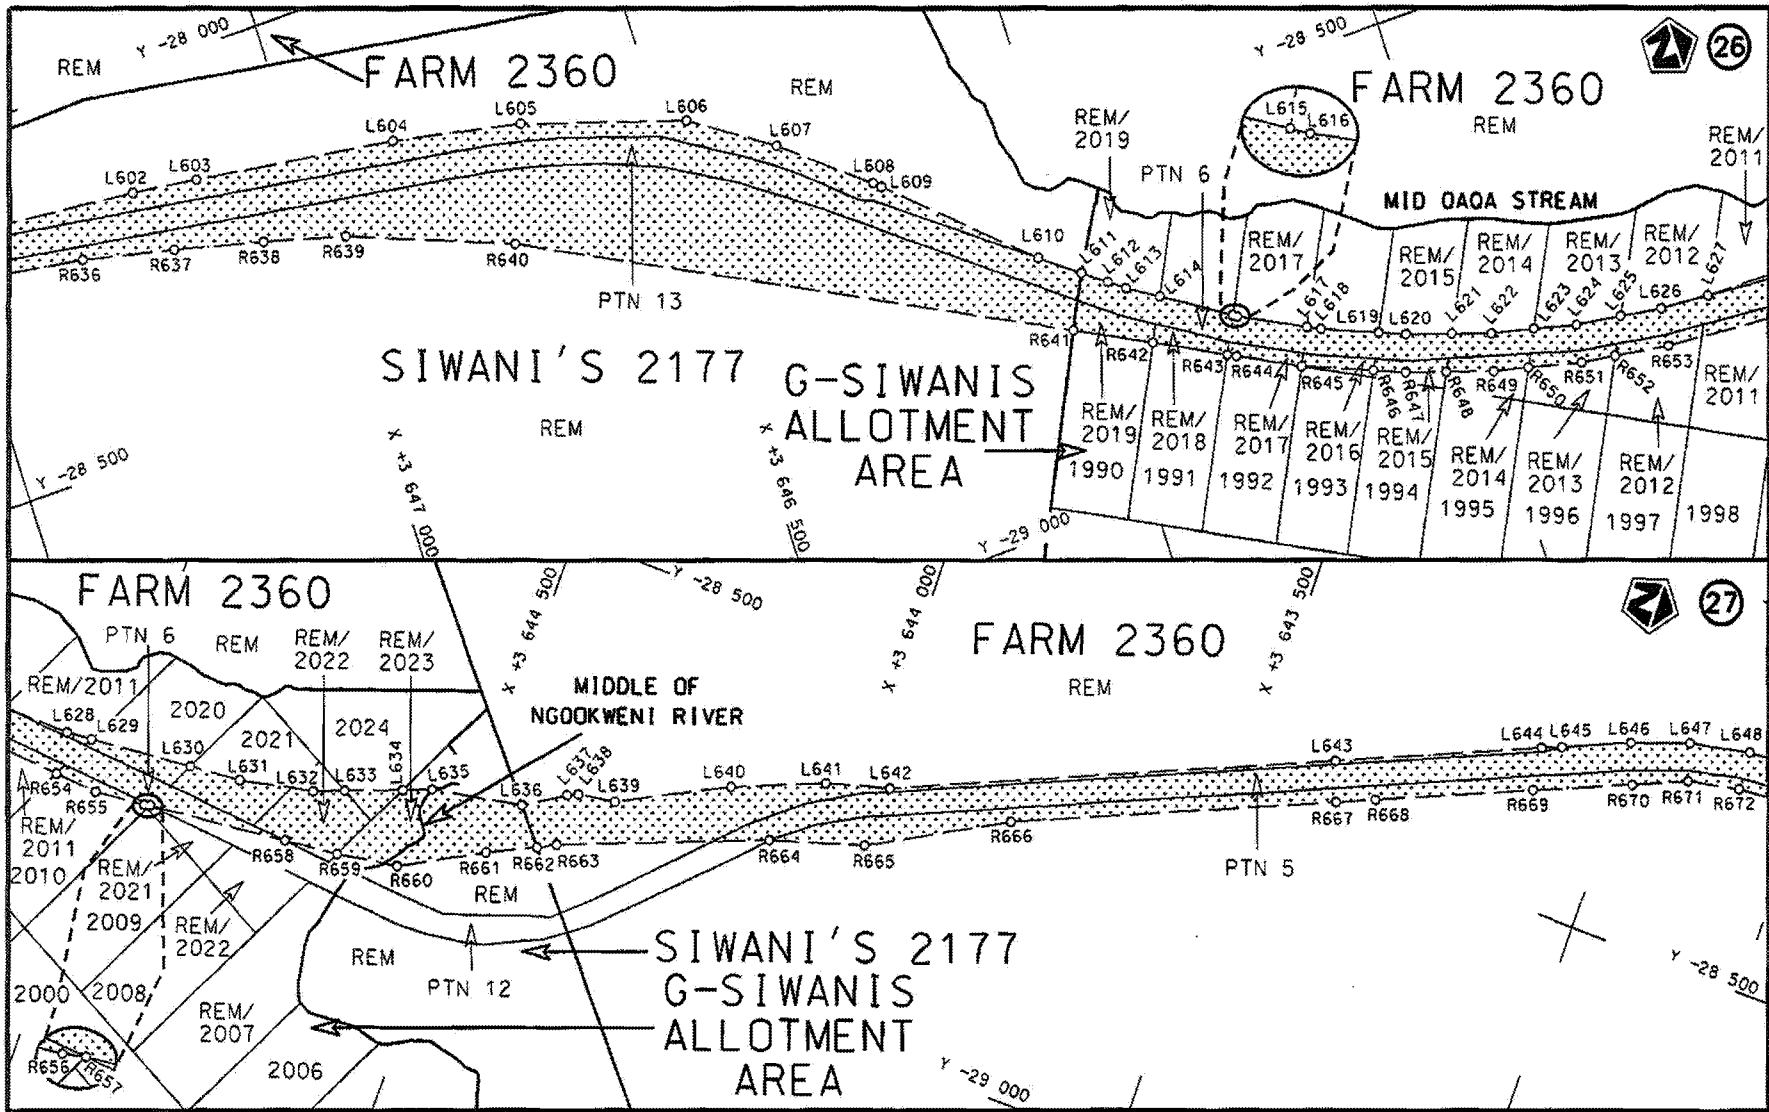 Y -28 000
REM
FARM 2360
L602
L603
L604
L605
L606
L607
L608
L609
REM
L610
L611
L612
L613
L614
REM/
2019
PTN 6
Y -28 500
L615
L616
FARM 2360
REM
26
REM/
2011
MID OAOA STREAM
REM/
2017
L617
L618
L619
L620
REM/
2015
REM/
2014
L621
L622
REM/
2013
L623
L624
L625
REM/
2012
L626
L627
R636
R637
R638
R639
R640
PTN 13
R641
R642
R643
R644
R645
R646
R647
R648
R649
R650
R651
R652
R653
SIWANI'S 2177
REM
G-SIWANIS
ALLOTMENT
AREA
REM/
2019
1990
REM/
2018
1991
REM/
2017
1992
REM/
2016
1993
REM/
2015
1994
REM/
2014
1995
REM/
2013
1996
REM/
2012
1997
REM/
2011
1998
Y -28 500
X +3 647 000
X +3 646 500
Y -29 000
FARM 2360
PTN 6
REM
REM/
2022
REM/
2023
REM/2011
L628
L629
2020
L630
2021
L631
2024
L632
L633
L634
L635
MIDDLE OF
NGOOKWENI RIVER
X +3 644 500
Y -28 500
X +3 644 000
X +3 643 500
FARM 2360
REM
27
L636
L637
L638
L639
L640
L641
L642
L643
L644
L645
L646
L647
L648
R654
R655
R658
R659
R660
R661
R662
R663
R664
R665
R666
R667
R668
R669
R670
R671
R672
REM/
2011
2010
REM/
2021
2009
REM/
2022
REM
REM
PTN 12
PTN 5
SIWANI'S 2177
G-SIWANIS
ALLOTMENT
AREA
2000
2008
REM/
2007
2006
R656
R657
Y -29 000
Y -28 500